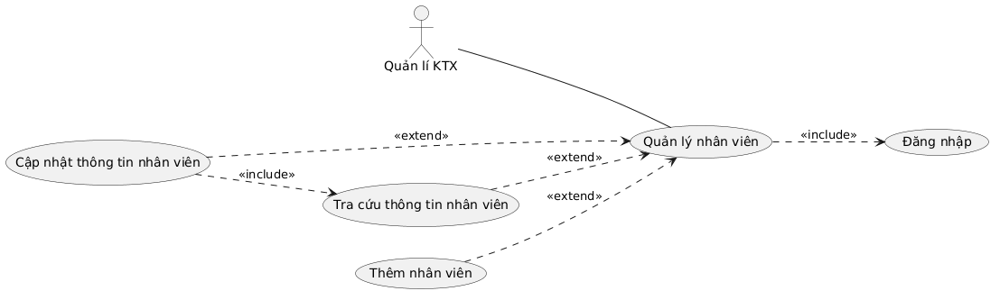 Quản lí KTX
«extend»
Quản lý nhân viên
«include»
Đăng nhập
Cập nhật thông tin nhân viên
«include»
«extend»
Tra cứu thông tin nhân viên
«extend»
Thêm nhân viên